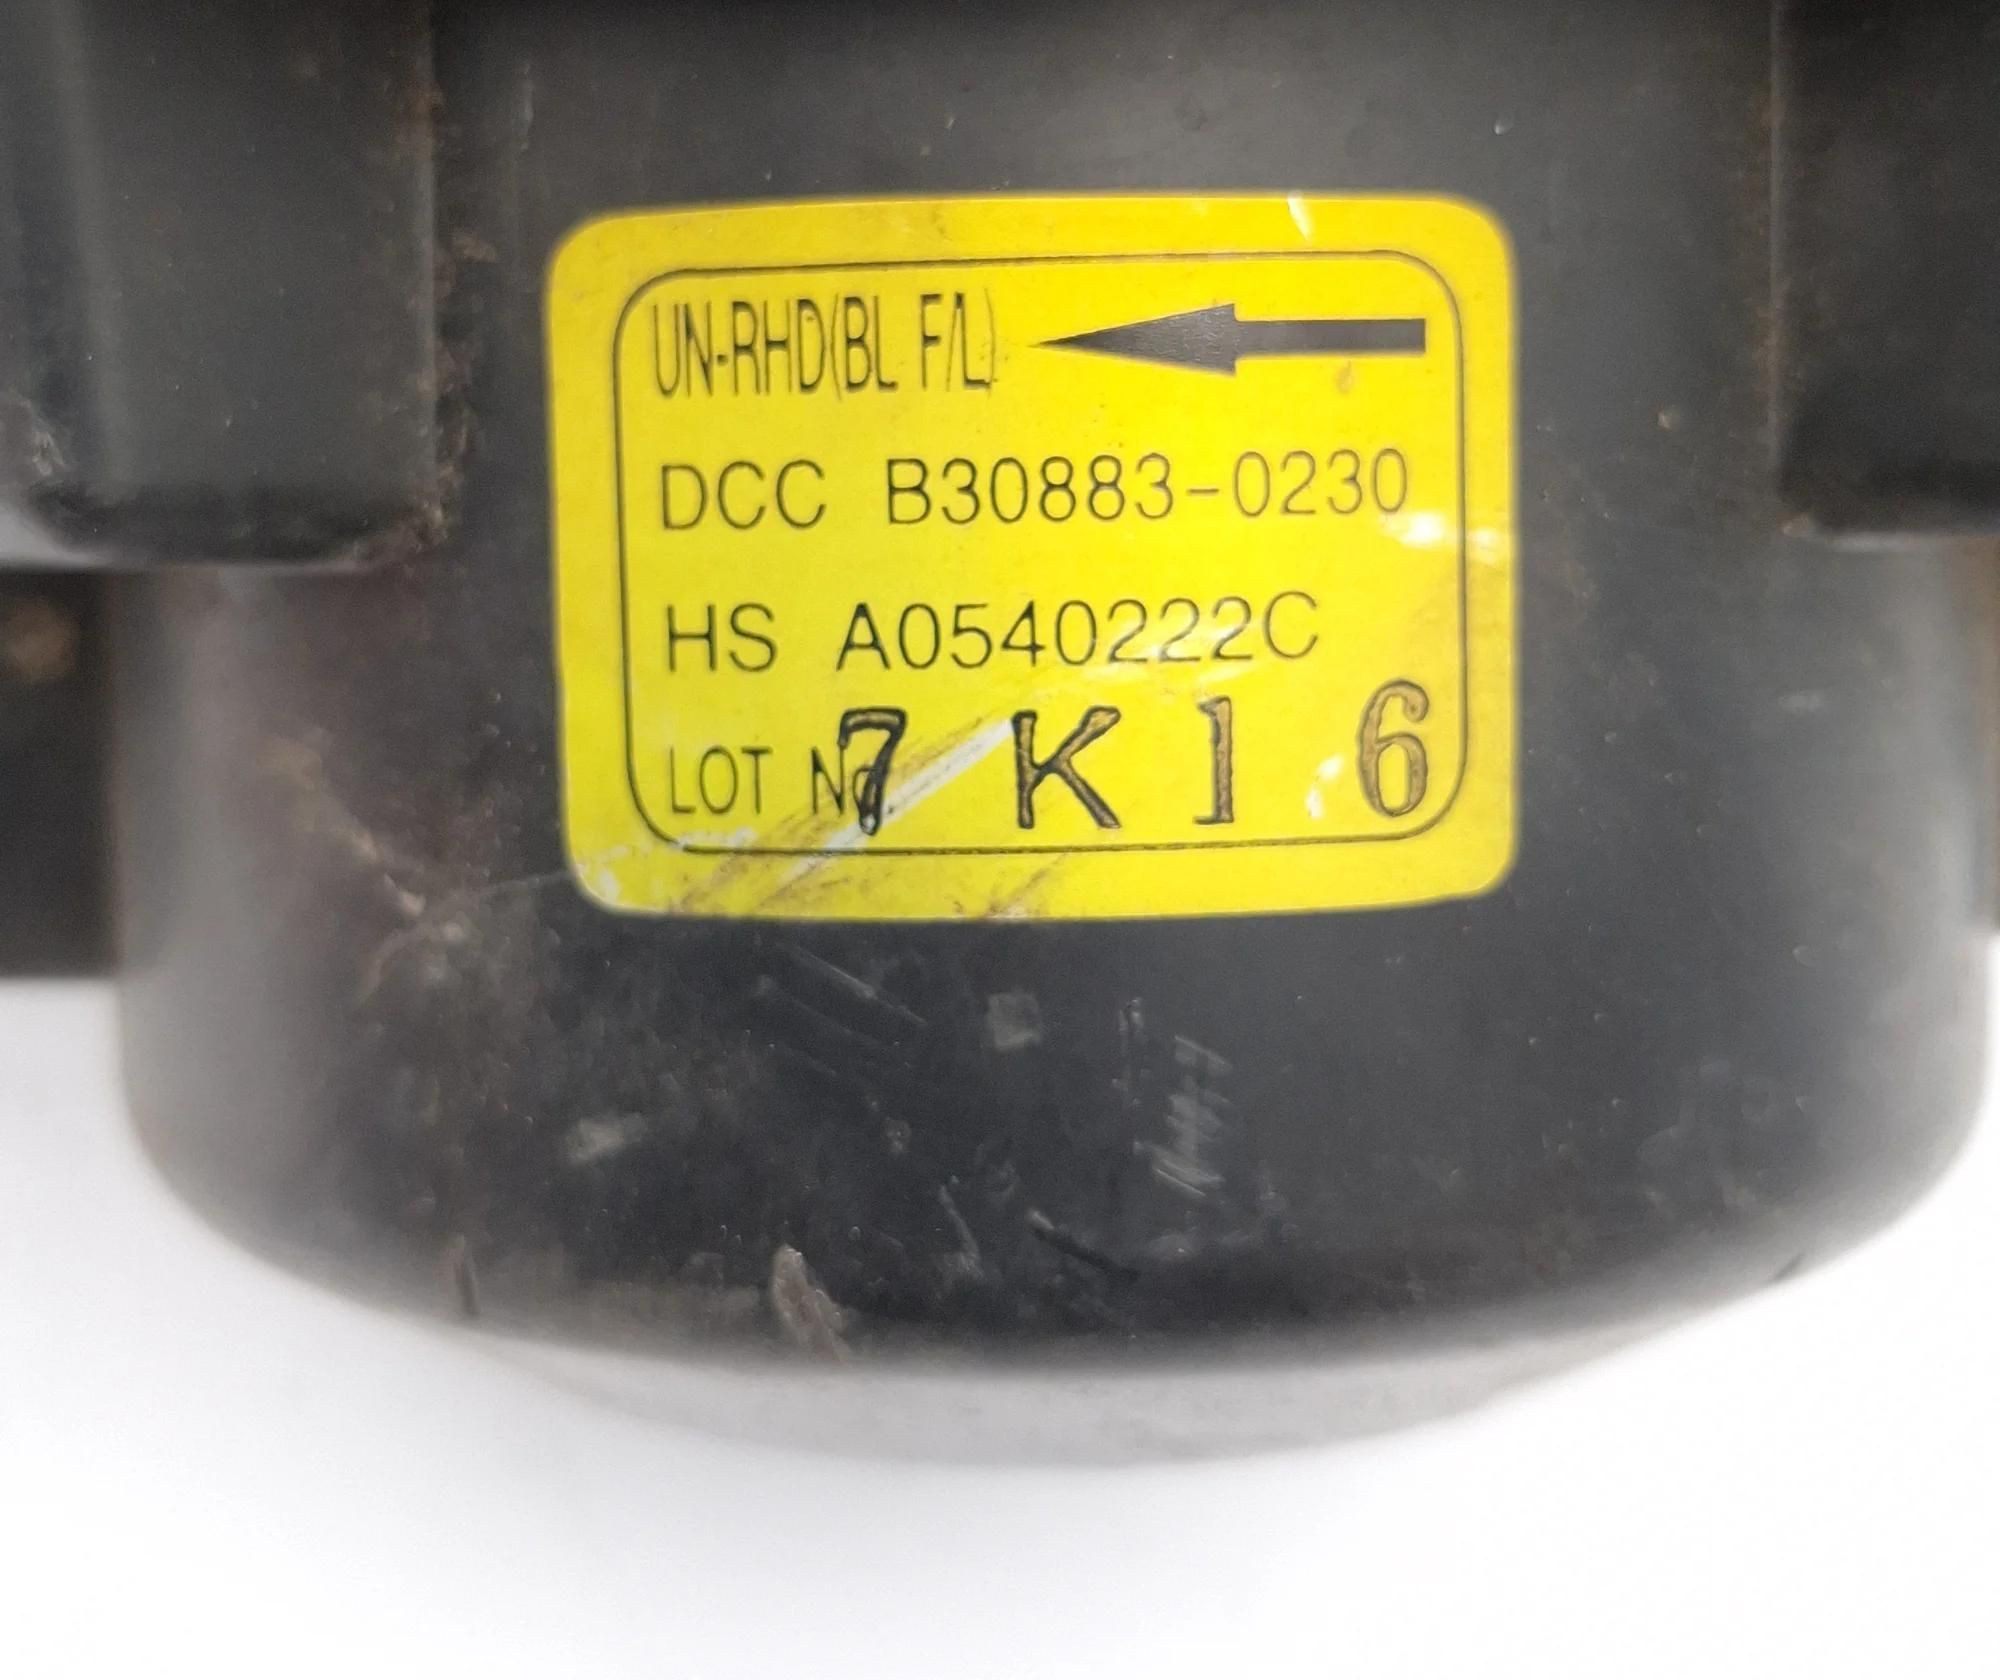 UN-RHD(BL F/L)
DCC B30883-0230
HS A0540222C
LOT No 7 K 1 6